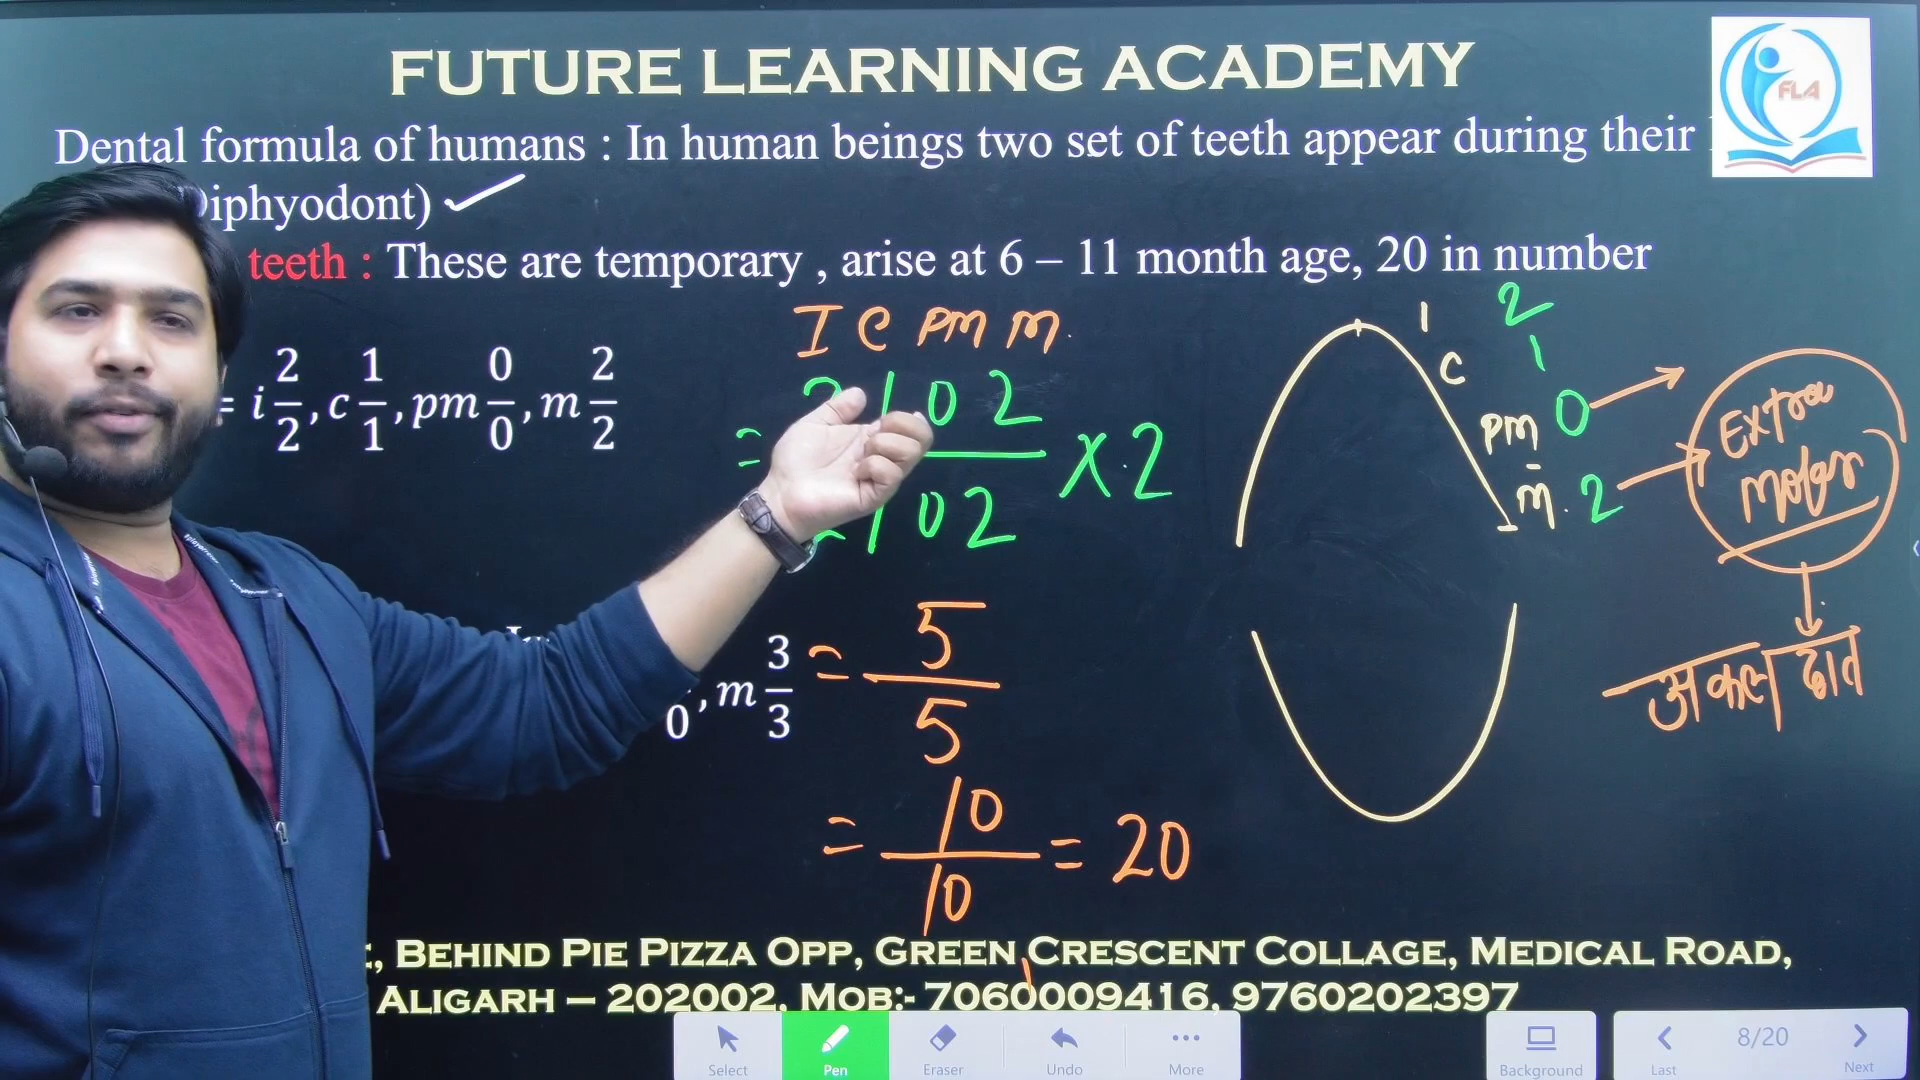 FUTURE LEARNING ACADEMY
FLA
Dental formula of humans : In human beings two set of teeth appear during their
iphyodont) ✓
teeth : These are temporary , arise at 6 – 11 month age, 20 in number
= i 2/2, c 1/1, pm 0/0, m 2/2
I C PM M.
= 2102/2102 × 2
I 2
C 1
PM 0
M. 2
Extra
Molar
अकल दांत
0, m 3/3
= 5/5
= 10/10 = 20
, BEHIND PIE PIZZA OPP, GREEN CRESCENT COLLAGE, MEDICAL ROAD,
ALIGARH – 202002, MOB:- 7060009416, 9760202397
Select Pen Eraser Undo More Background Last 8/20 Next